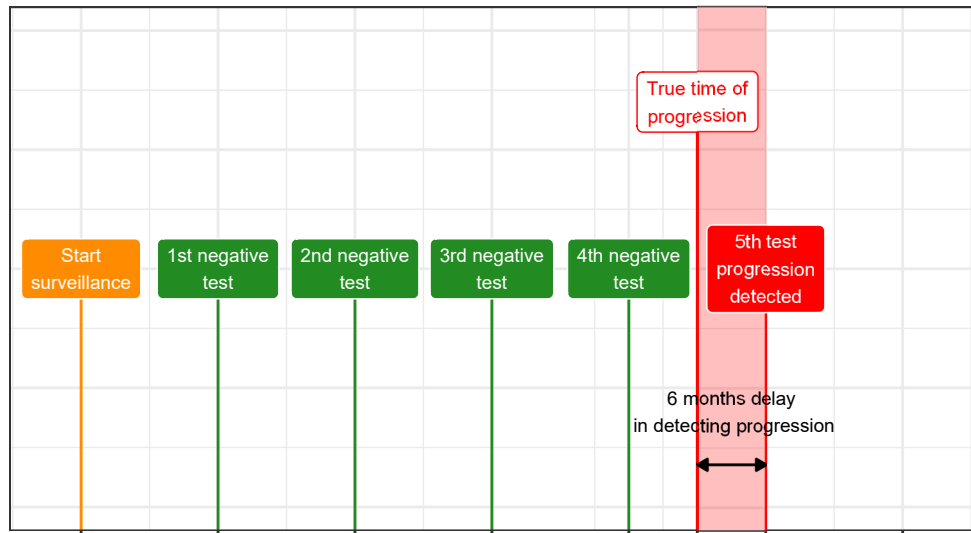 True time of
progression
Start
surveillance
1st negative
test
2nd negative
test
3rd negative
test
4th negative
test
5th test
progression
detected
6 months delay
in detecting progression